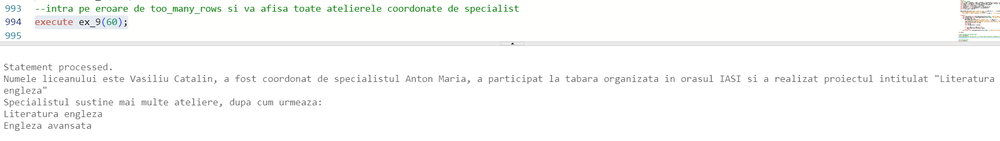 993 --intra pe eroare de too_many_rows si va afisa toate atelierele coordonate de specialist
994 execute ex_9(60);
995
Statement processed.
Numele liceanului este Vasiliu Catalin, a fost coordonat de specialistul Anton Maria, a participat la tabara organizata in orasul IASI si a realizat proiectul intitulat "Literatura
engleza"
Specialistul sustine mai multe ateliere, dupa cum urmeaza:
Literatura engleza
Engleza avansata